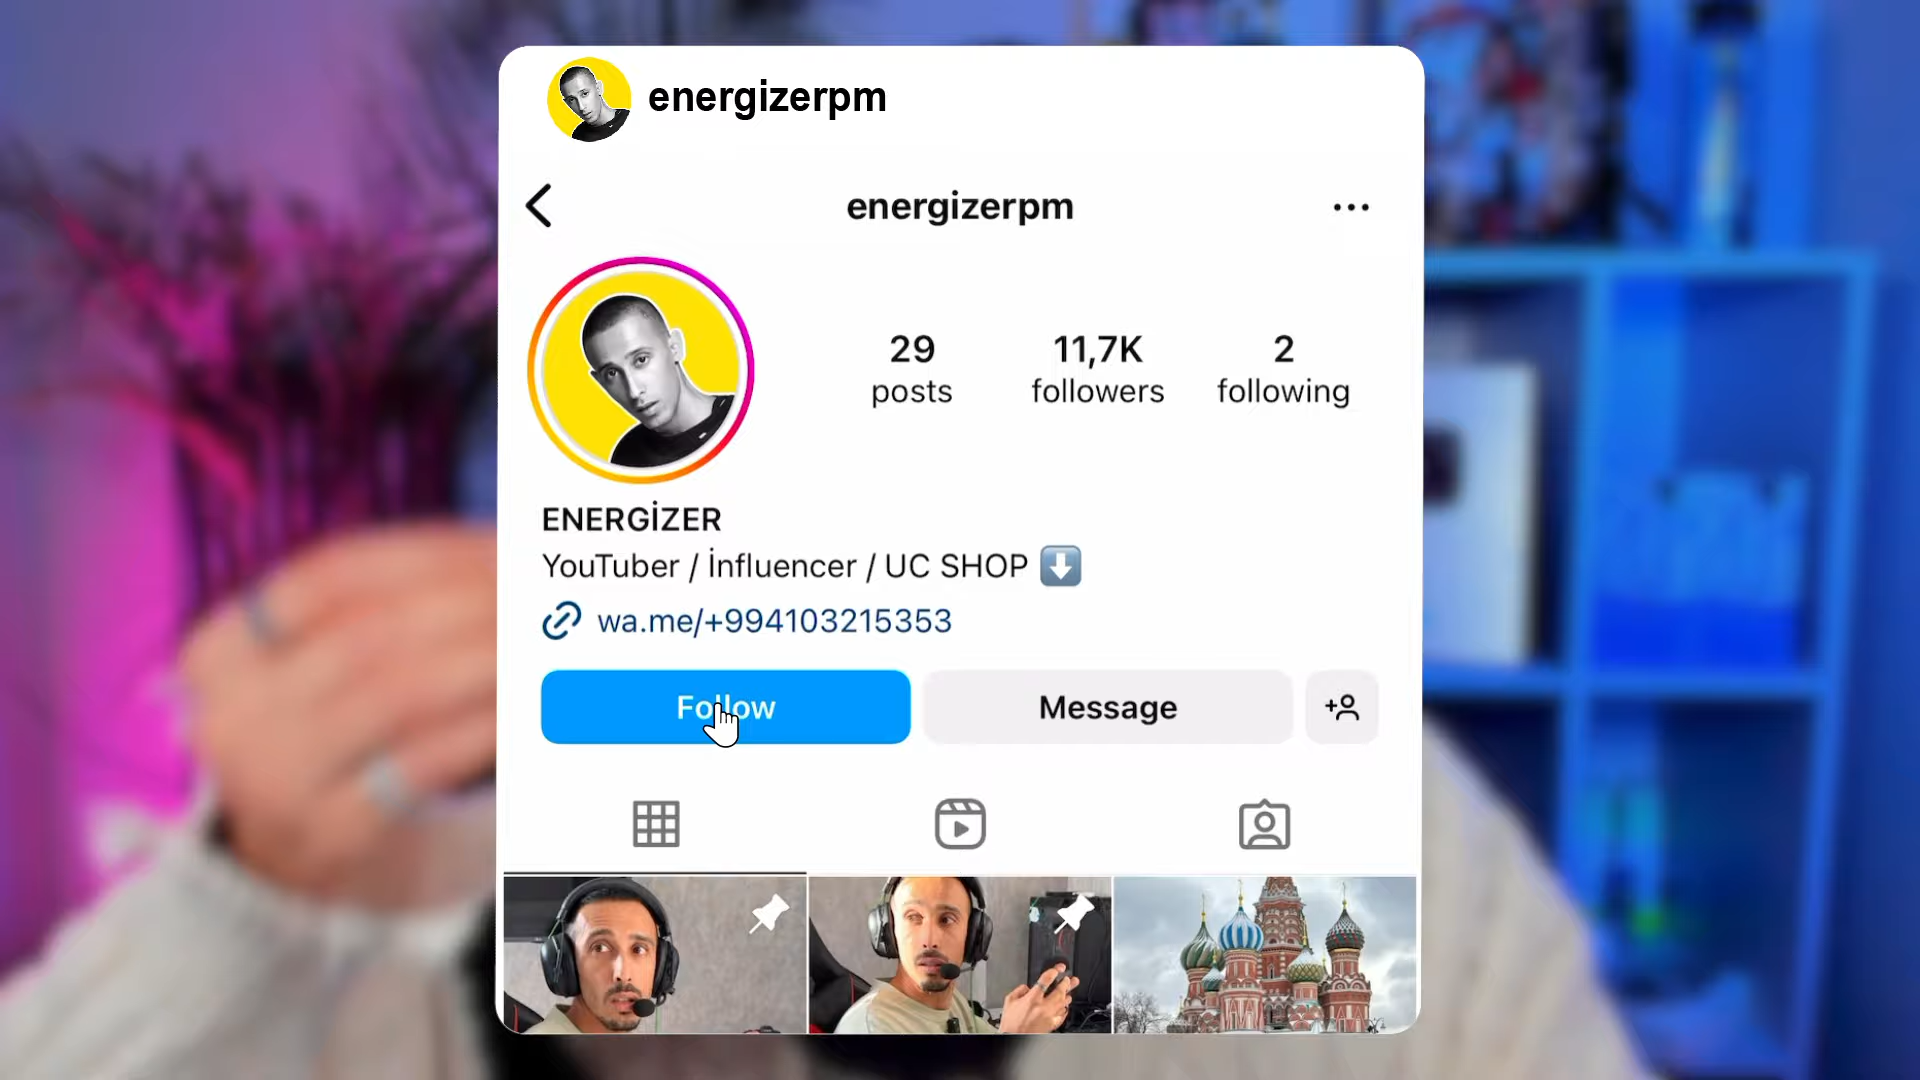 energizerpm
energizerpm
29
posts
11,7K
followers
2
following
ENERGİZER
YouTuber / İnfluencer / UC SHOP
wa.me/+994103215353
Follow
Message